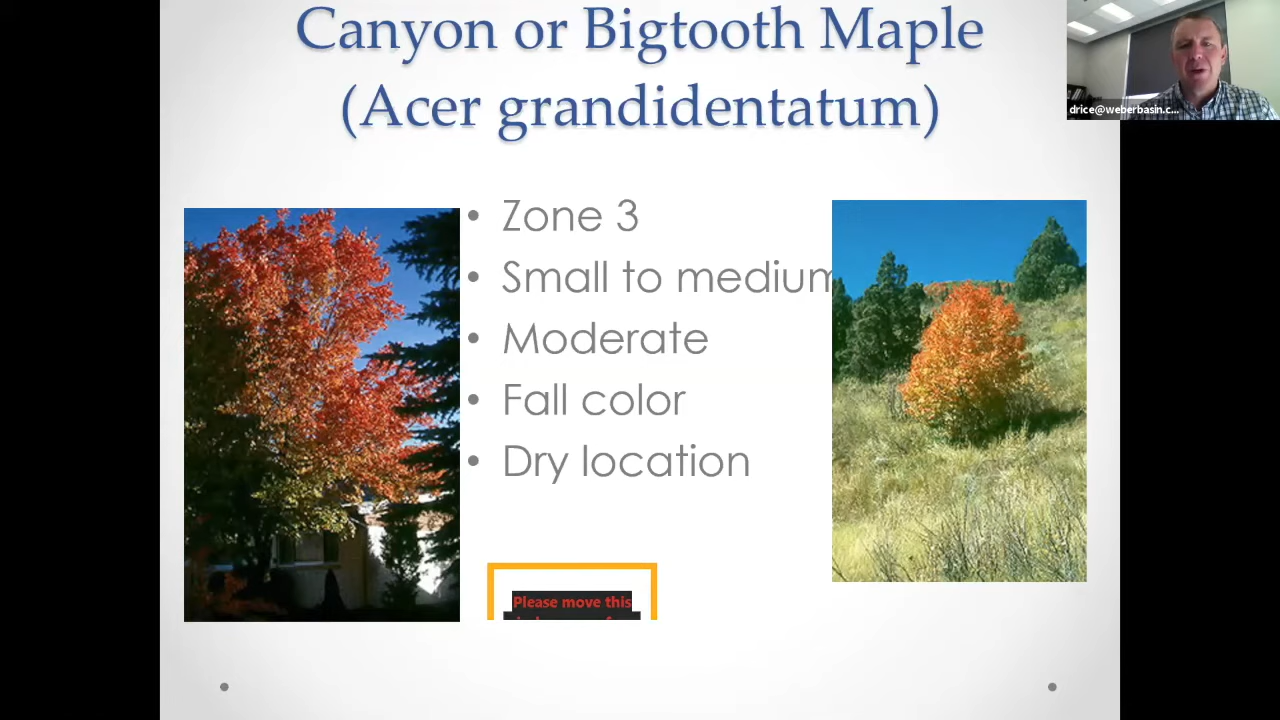 Canyon or Bigtooth Maple
(Acer grandidentatum)
drice@weberbasin.c...
• Zone 3
• Small to medium
• Moderate
• Fall color
• Dry location
Please move this